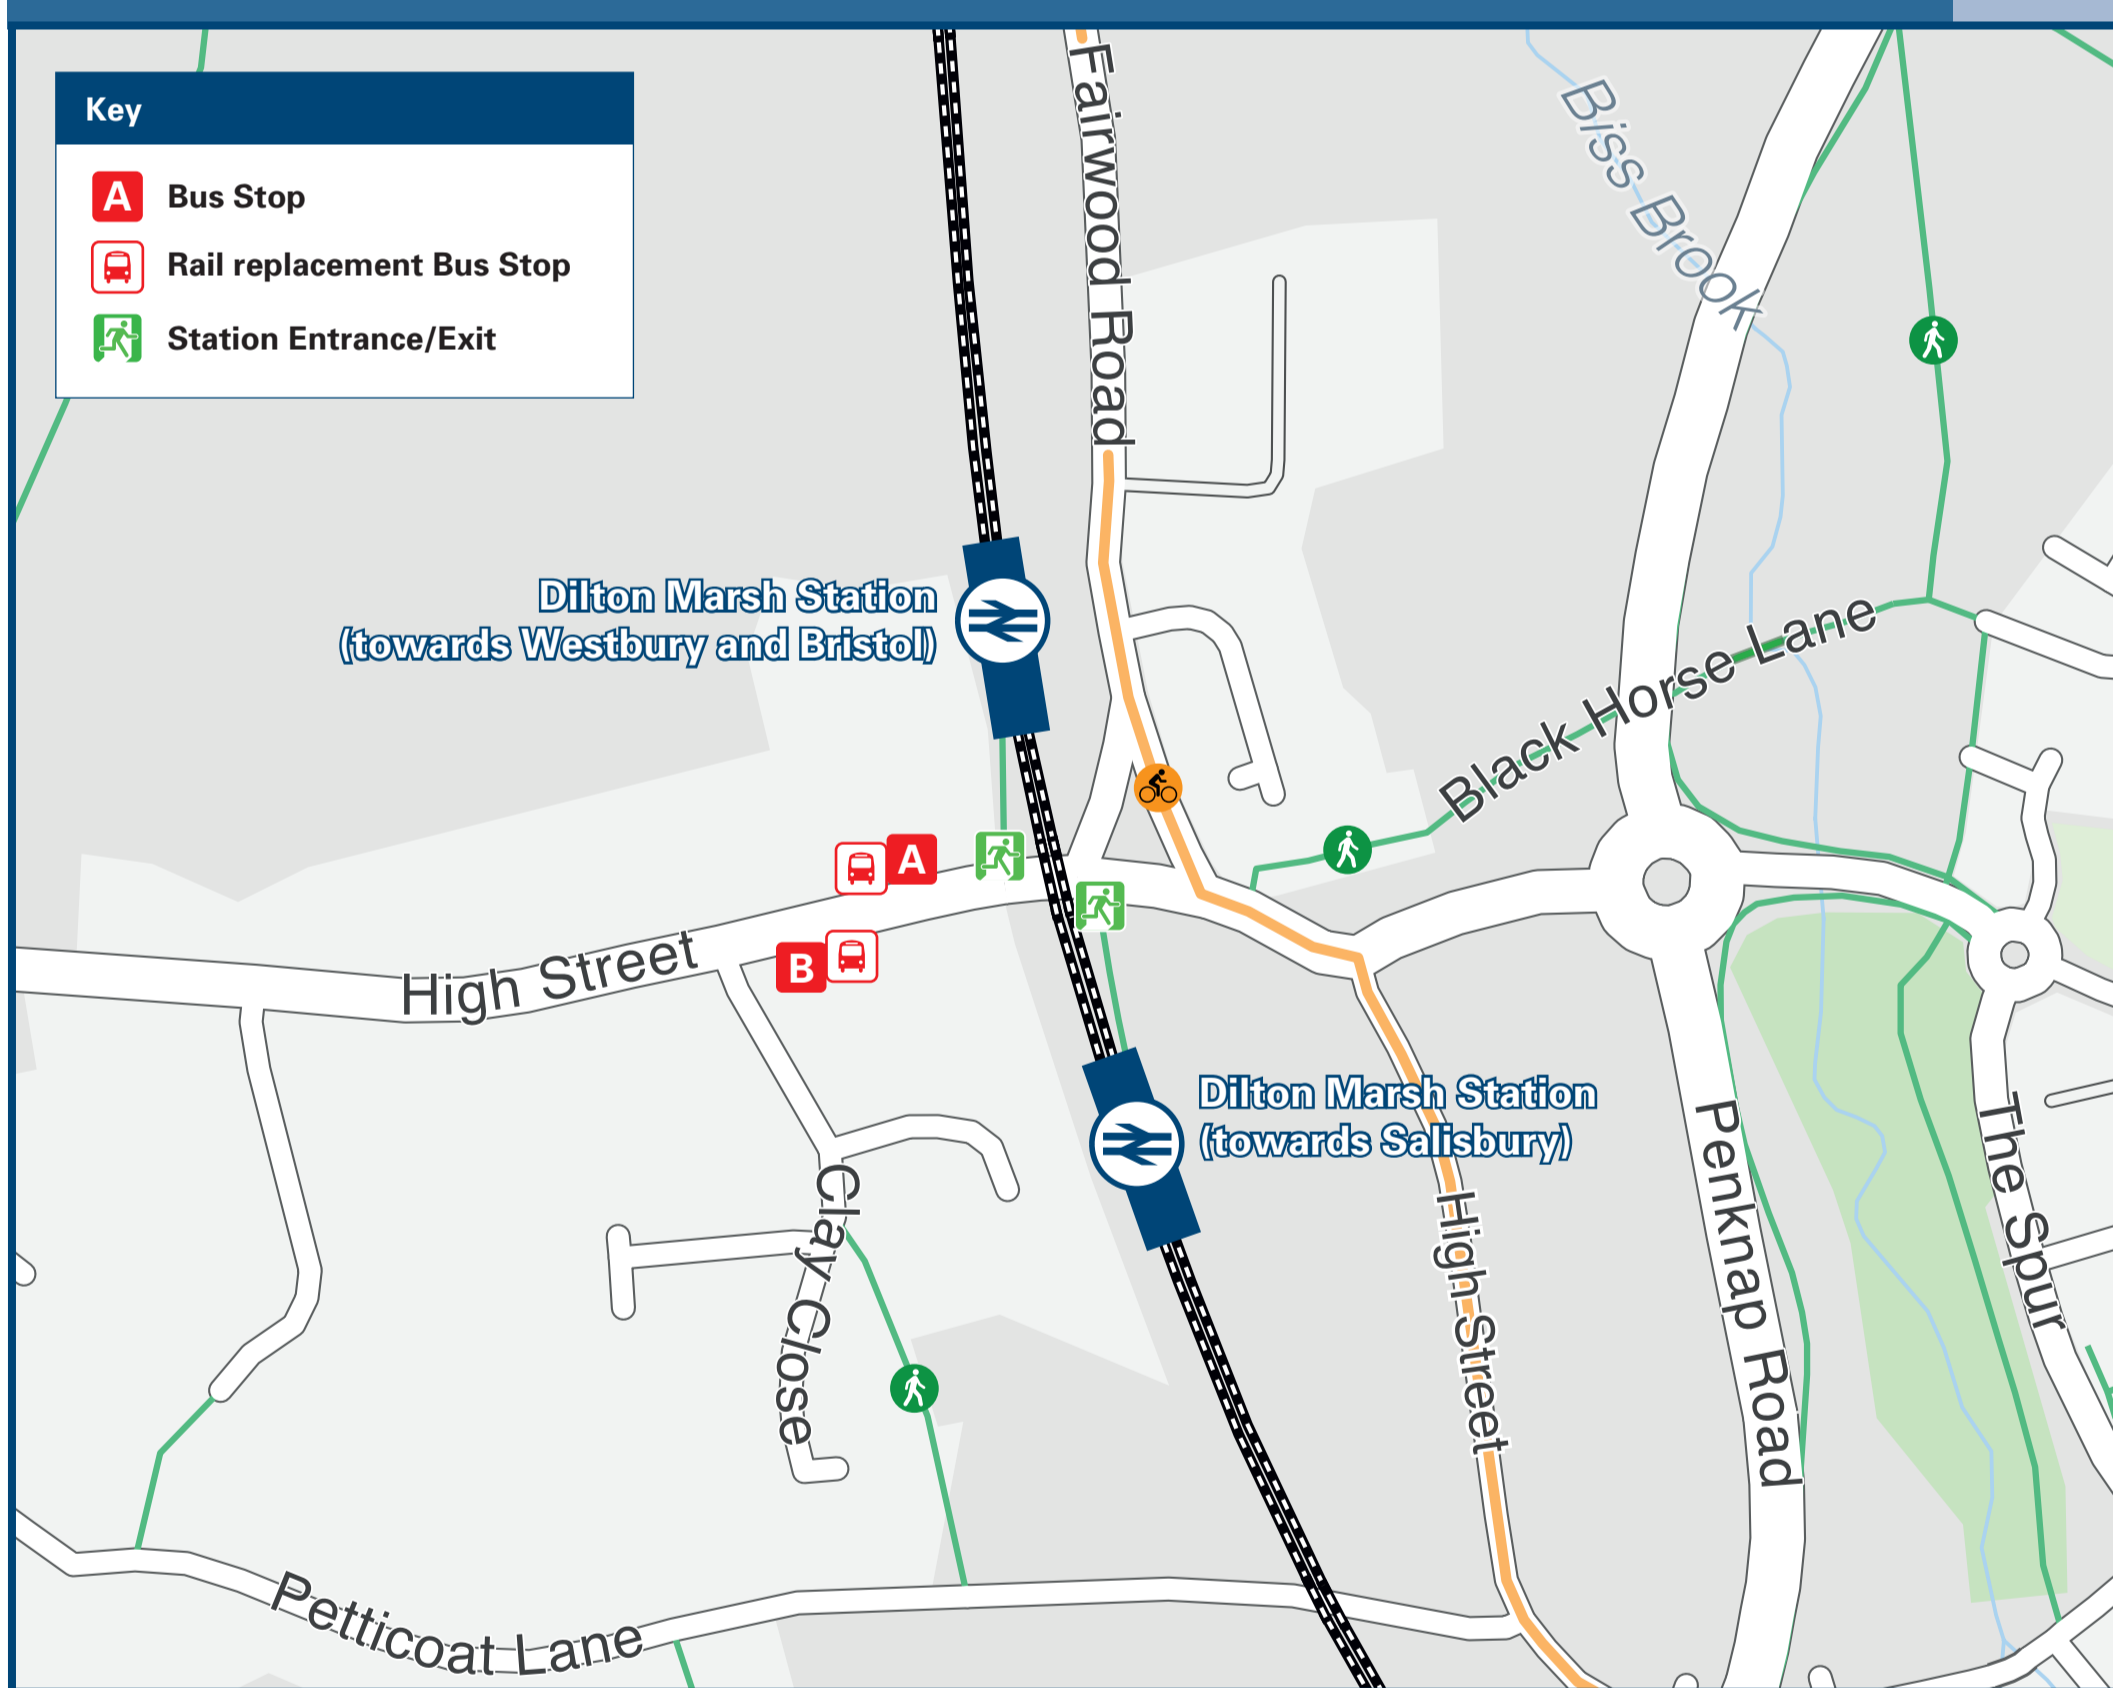 Key
A
Bus Stop
Rail replacement Bus Stop
Station Entrance/Exit
Fairwood Road
Biss Brook
Dilton Marsh Station
(towards Westbury and Bristol)
Black Horse Lane
A
High Street
B
Dilton Marsh Station
(towards Salisbury)
Clay Close
High Street
Penknap Road
The Spur
Petticoat Lane